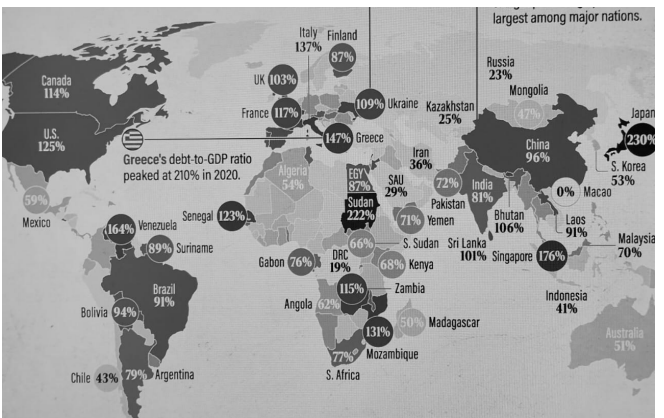 largest among major nations.
Canada
114%
U.S.
125%
59%
Mexico
Greece's debt-to-GDP ratio
peaked at 210% in 2020.
Italy
137%
Finland
87%
UK
103%
France
117%
109%
Ukraine
147%
Greece
Russia
23%
Mongolia
47%
Kazakhstan
25%
China
96%
Japan
230%
S. Korea
53%
0%
Macao
Iran
36%
SAU
29%
72%
Pakistan
India
81%
Bhutan
106%
Laos
91%
Malaysia
70%
Sri Lanka
101%
Singapore
176%
Indonesia
41%
Australia
51%
Algeria
54%
EGY
87%
Sudan
222%
71%
Yemen
Senegal
123%
66%
S. Sudan
Gabon
76%
DRC
19%
68%
Kenya
115%
Zambia
Angola
62%
131%
Mozambique
50%
Madagascar
77%
S. Africa
164%
Venezuela
89%
Suriname
Brazil
91%
Bolivia
94%
Chile
43%
79%
Argentina